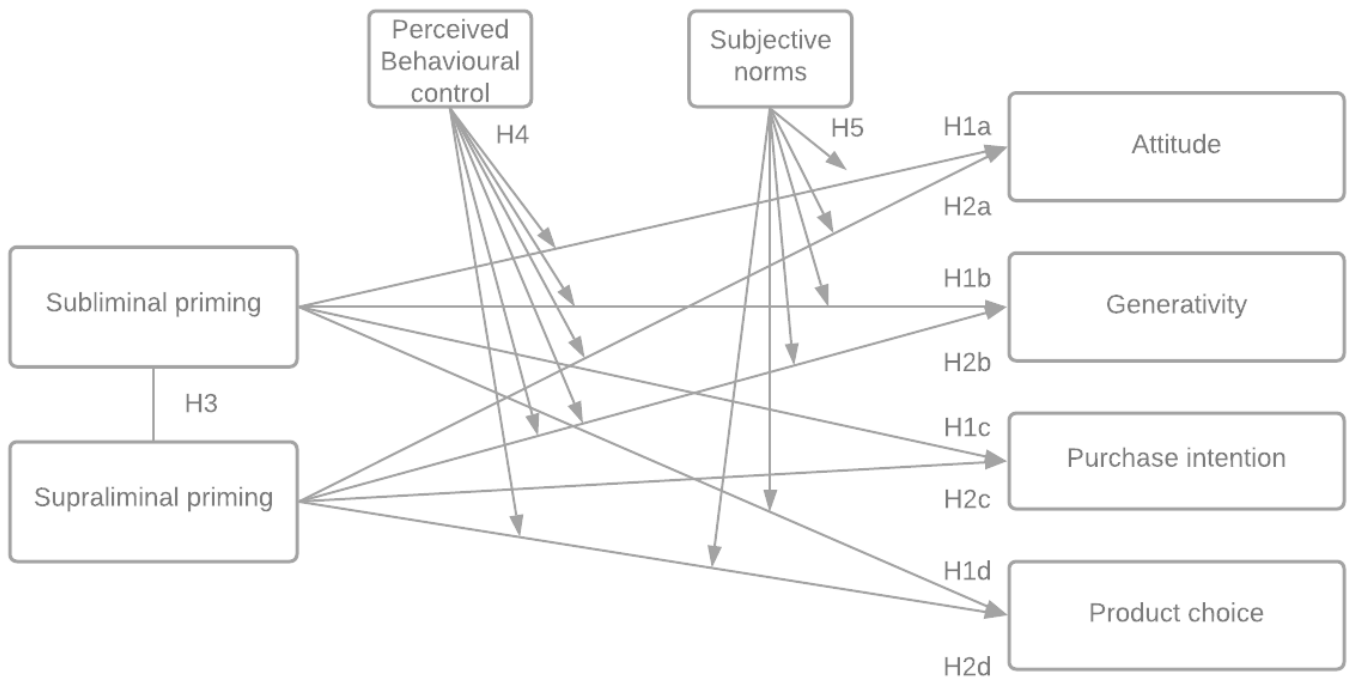 Perceived
Behavioural
control
Subjective
norms
H4
H5
H1a
Attitude
H2a
Subliminal priming
H1b
Generativity
H2b
H3
H1c
Purchase intention
H2c
Supraliminal priming
H1d
Product choice
H2d